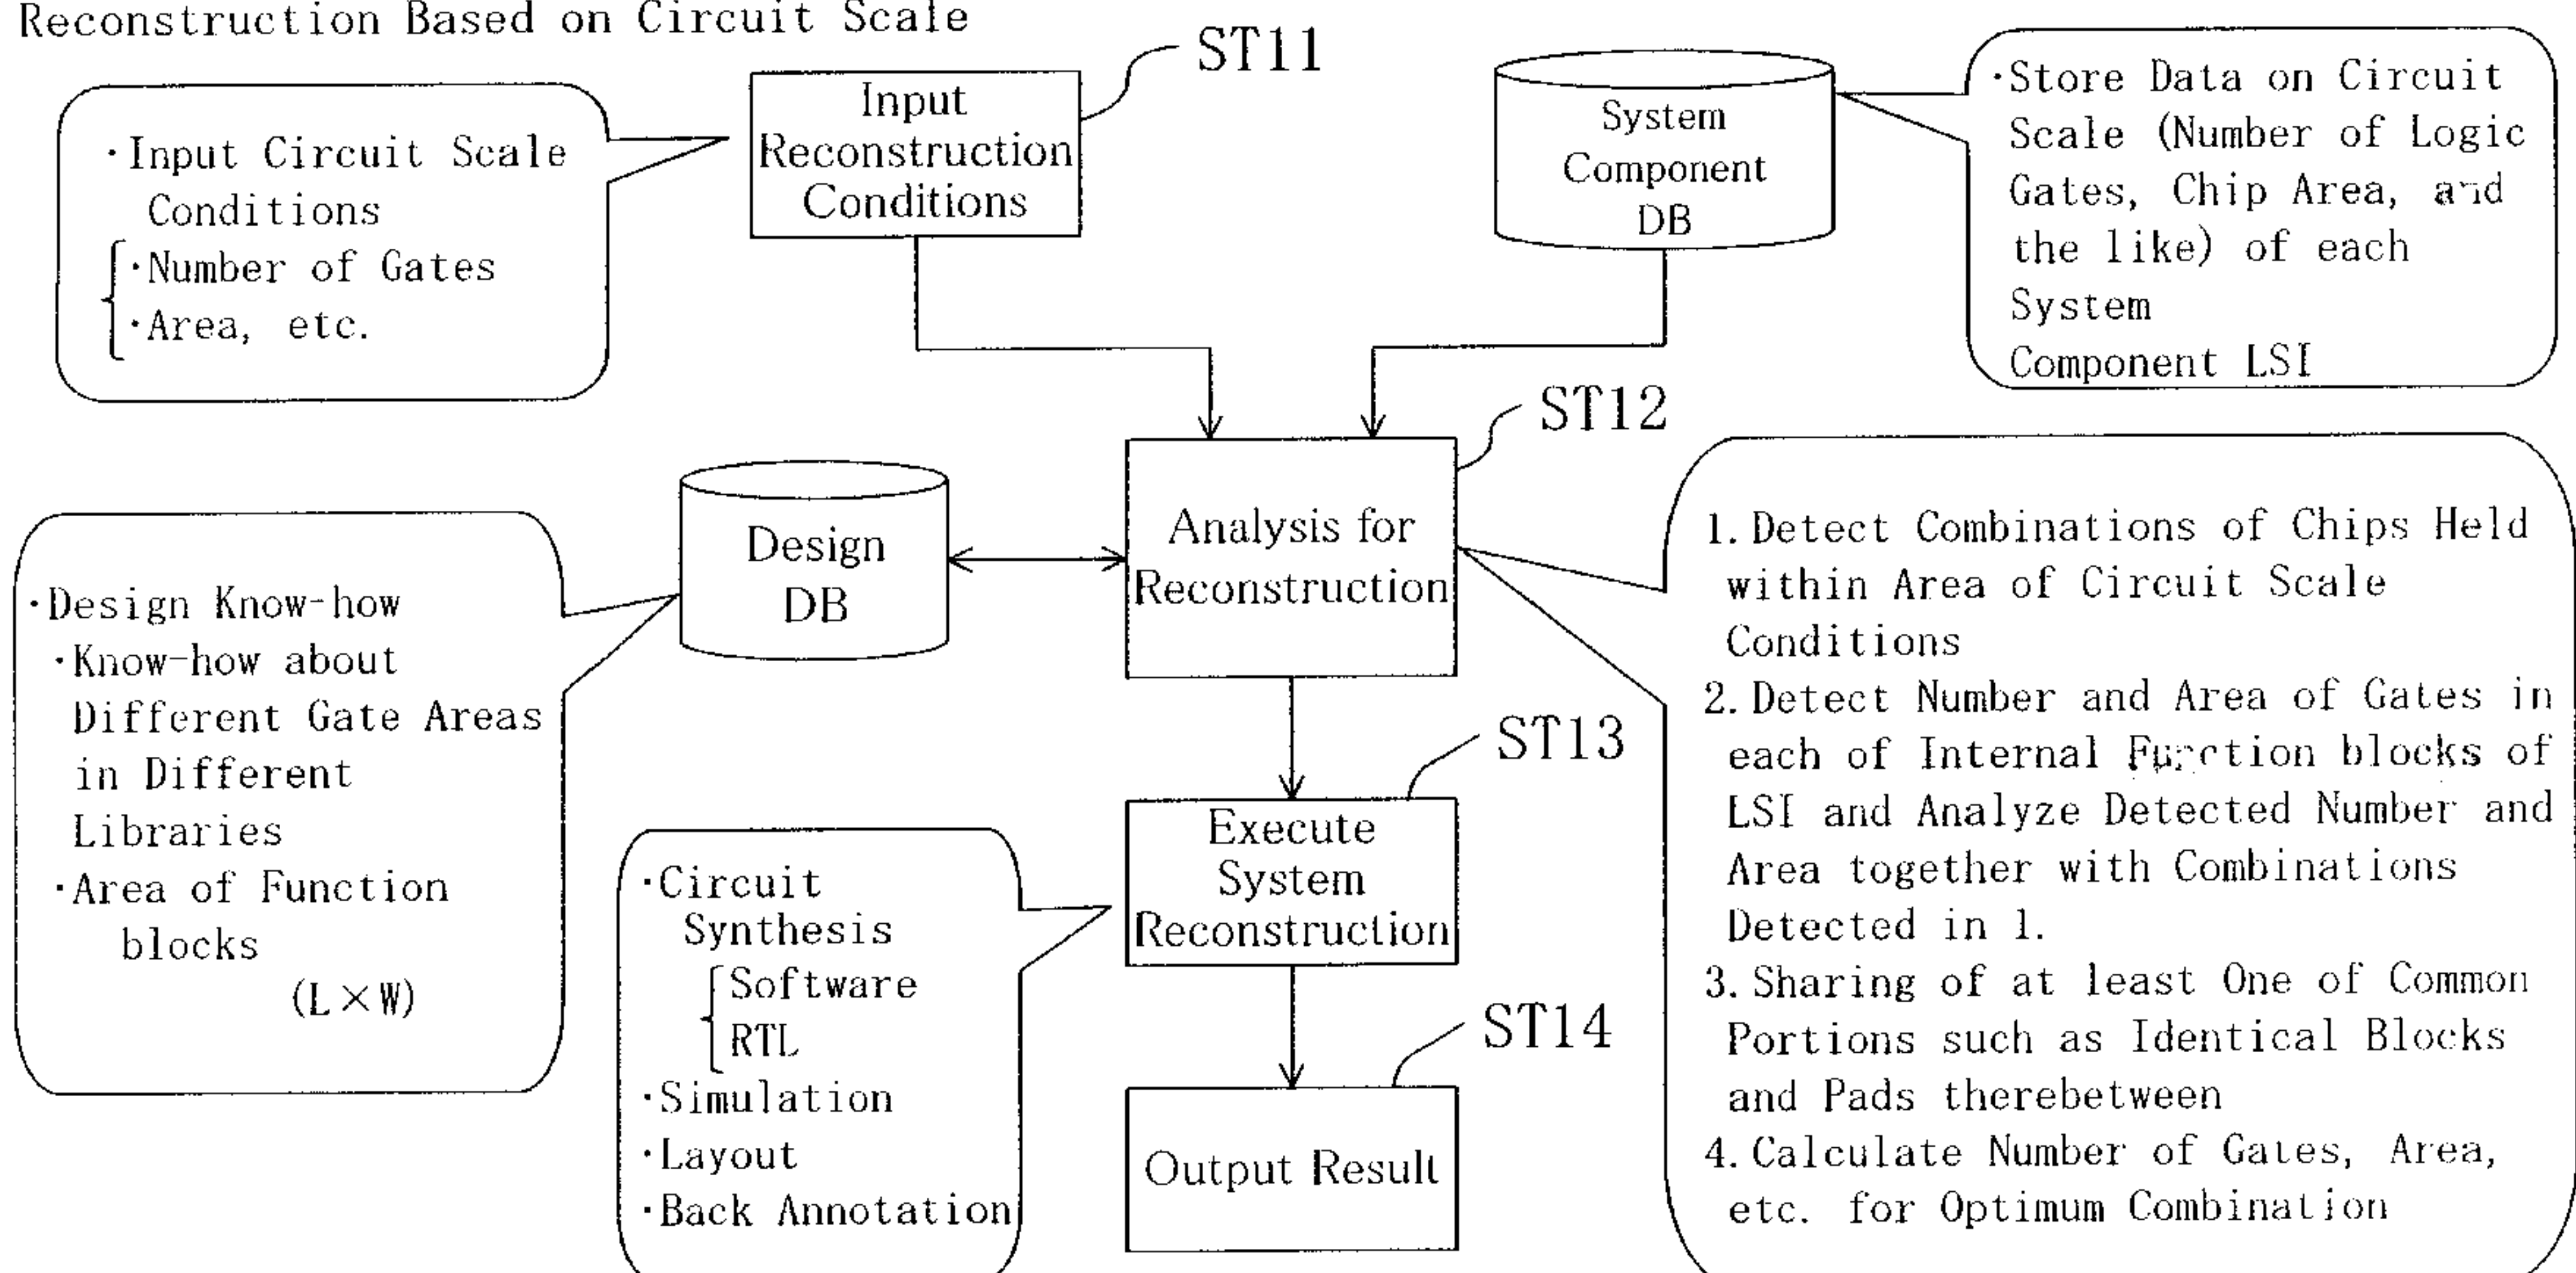 Reconstruction Based on Circuit Scale
ST11
Input
Reconstruction
Conditions
·Input Circuit Scale
Conditions
·Number of Gates
·Area, etc.
System
Component
DB
·Store Data on Circuit
Scale (Number of Logic
Gates, Chip Area, and
the like) of each
System
Component LSI
ST12
Analysis for
Reconstruction
Design
DB
·Design Know-how
·Know-how about
Different Gate Areas
in Different
Libraries
·Area of Function
blocks
(L×W)
1. Detect Combinations of Chips Held
within Area of Circuit Scale
Conditions
2. Detect Number and Area of Gates in
each of Internal Function blocks of
LSI and Analyze Detected Number and
Area together with Combinations
Detected in 1.
3. Sharing of at least One of Common
Portions such as Identical Blocks
and Pads therebetween
4. Calculate Number of Gates, Area,
etc. for Optimum Combination
ST13
Execute
System
Reconstruction
·Circuit
Synthesis
Software
RTL
·Simulation
·Layout
·Back Annotation
ST14
Output Result